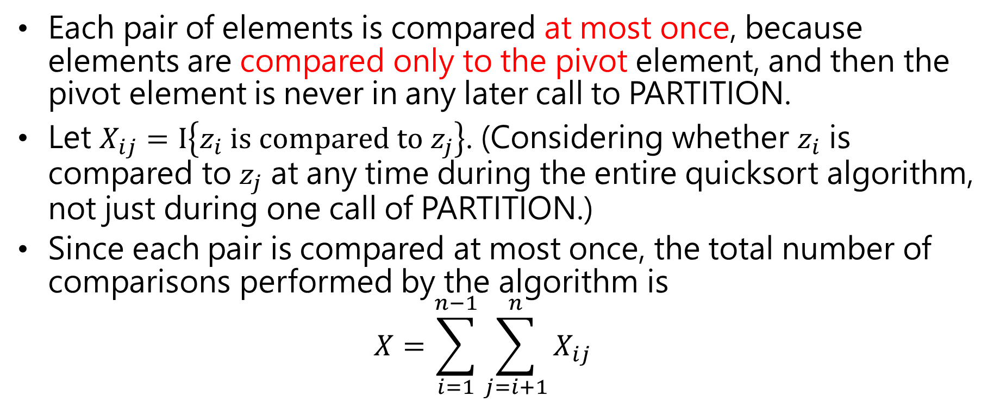 • Each pair of elements is compared at most once, because
elements are compared only to the pivot element, and then the
pivot element is never in any later call to PARTITION.
• Let X_{ij} = I{z_i is compared to z_j}. (Considering whether z_i is
compared to z_j at any time during the entire quicksort algorithm,
not just during one call of PARTITION.)
• Since each pair is compared at most once, the total number of
comparisons performed by the algorithm is
X = \sum_{i=1}^{n-1} \sum_{j=i+1}^{n} X_{ij}